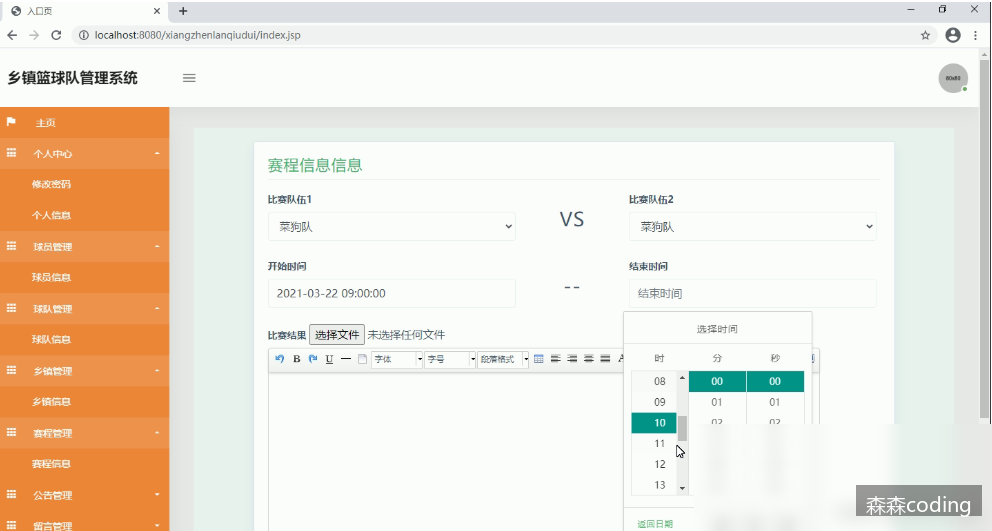 入口页
localhost:8080/xiangzhenlanqiudui/index.jsp
乡镇篮球队管理系统
60x60
主页
个人中心
修改密码
个人信息
球员管理
球员信息
球队管理
球队信息
乡镇管理
乡镇信息
赛程管理
赛程信息
公告管理
留言管理
赛程信息信息
比赛队伍1
菜狗队
VS
比赛队伍2
菜狗队
开始时间
2021-03-22 09:00:00
--
结束时间
结束时间
比赛结果 选择文件 未选择任何文件
B U 字体 字号 段落格式 A
选择时间
时 分 秒
08 00 00
09 01 01
10 02 02
11
12
13
返回日期
森森coding